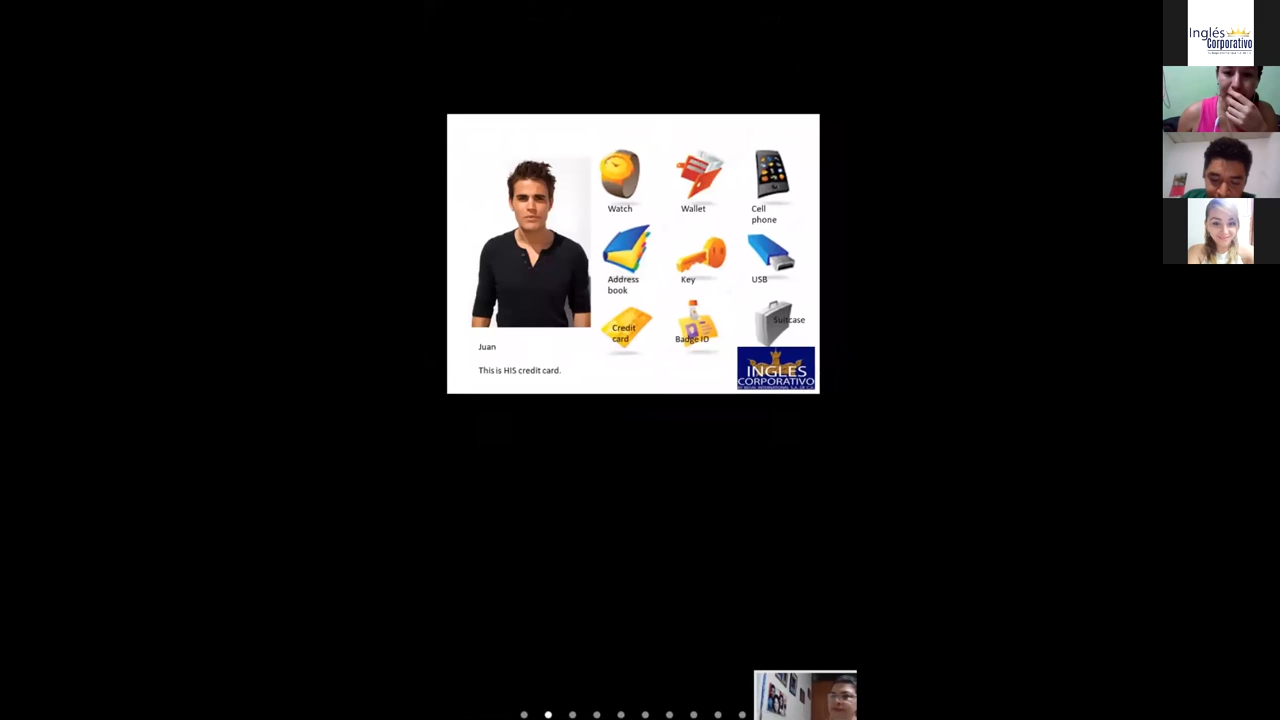 Inglés
Corporativo
Watch
Wallet
Cell
phone
Address
book
Key
USB
Credit
card
Badge ID
Suitcase
Juan
This is HIS credit card.
INGLES
CORPORATIVO